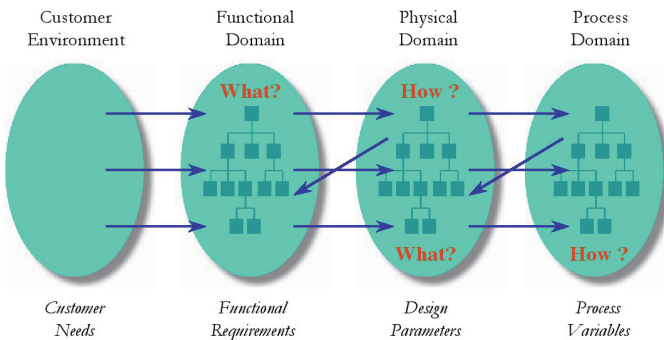 Customer
Environment
Functional
Domain
Physical
Domain
Process
Domain
What?
How ?
What?
How ?
Customer
Needs
Functional
Requirements
Design
Parameters
Process
Variables